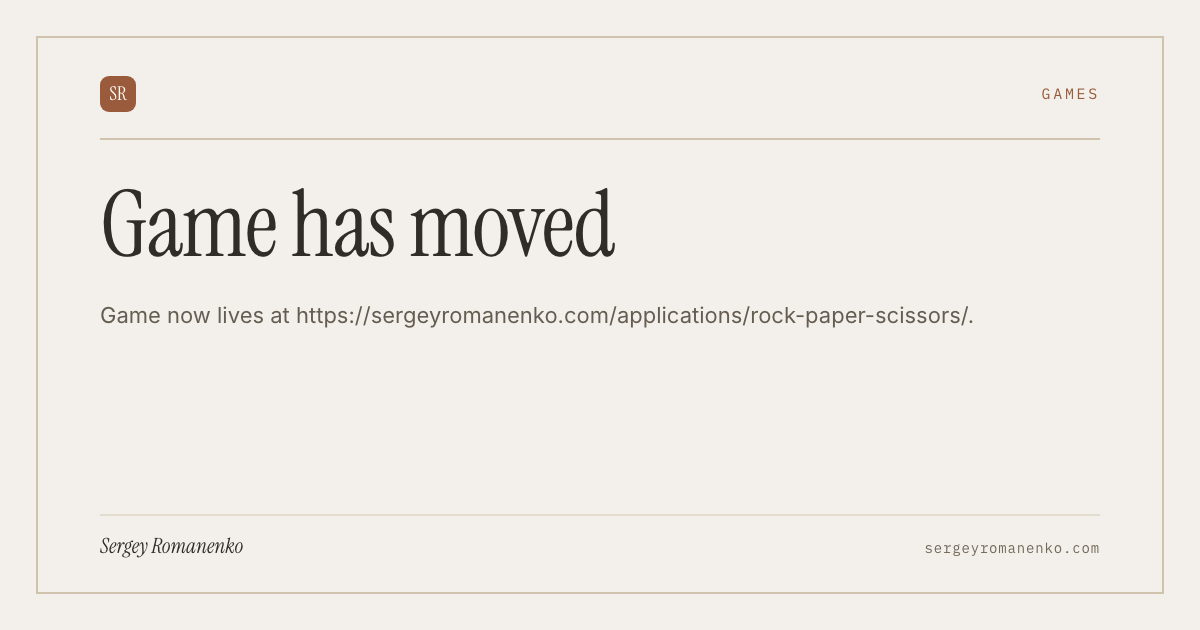 SR
GAMES
Game has moved
Game now lives at https://sergeyromanenko.com/applications/rock-paper-scissors/.
Sergey Romanenko
sergeyromanenko.com